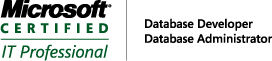 Microsoft®
CERTIFIED
IT Professional
Database Developer
Database Administrator